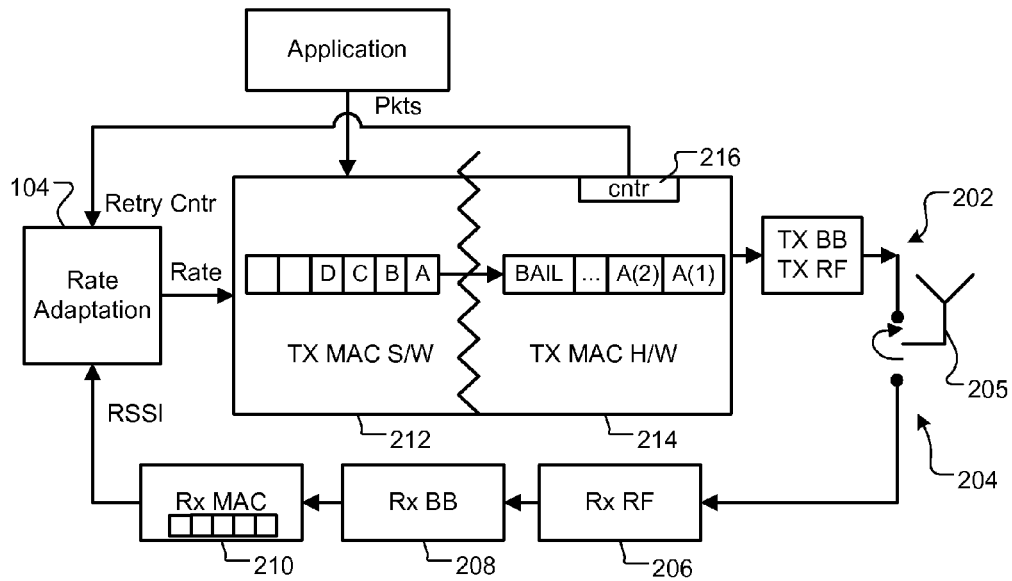 Application
Pkts
216
cntr
104
Retry Cntr
202
TX BB
TX RF
Rate
Adaptation
Rate
D C B A
BAIL ... A(2) A(1)
TX MAC S/W
TX MAC H/W
205
RSSI
212
214
204
Rx MAC
Rx BB
Rx RF
210
208
206